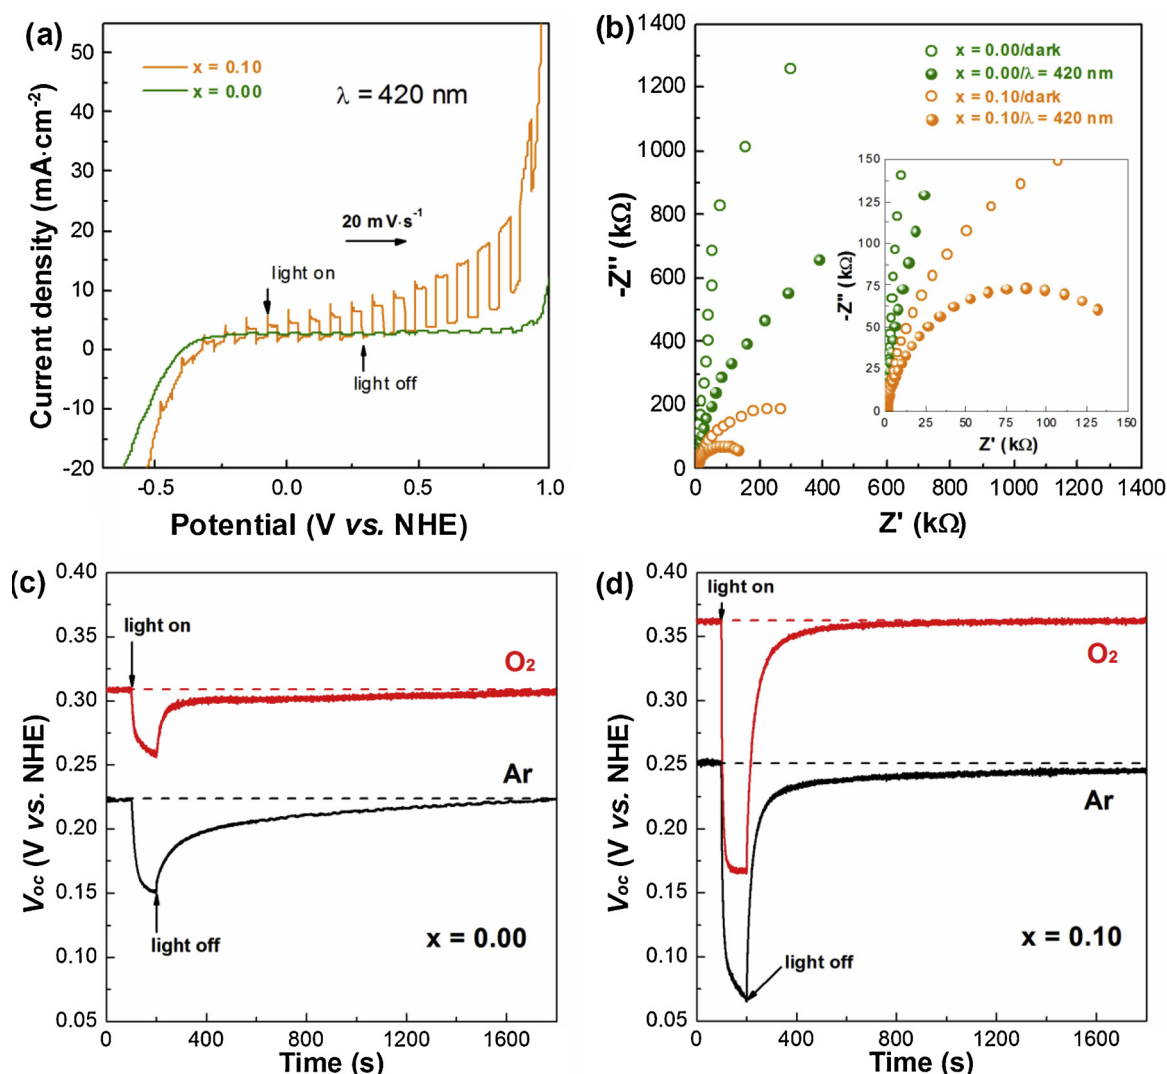 (a)
x = 0.10
x = 0.00
λ = 420 nm
20 mV·s⁻¹
light on
light off
Current density (mA·cm⁻²)
50
40
30
20
10
0
-10
-20
-0.5
0.0
0.5
1.0
Potential (V vs. NHE)
(b)
x = 0.00/dark
x = 0.00/λ = 420 nm
x = 0.10/dark
x = 0.10/λ = 420 nm
-Z'' (kΩ)
1400
1200
1000
800
600
400
200
0
0
200
400
600
800
1000
1200
1400
Z' (kΩ)
-Z'' (kΩ)
150
125
100
75
50
25
0
0
25
50
75
100
125
150
Z' (kΩ)
(c)
light on
O₂
Ar
light off
x = 0.00
Voc (V vs. NHE)
0.40
0.35
0.30
0.25
0.20
0.15
0.10
0.05
0
400
800
1200
1600
Time (s)
(d)
light on
O₂
Ar
light off
x = 0.10
Voc (V vs. NHE)
0.40
0.35
0.30
0.25
0.20
0.15
0.10
0.05
0
400
800
1200
1600
Time (s)